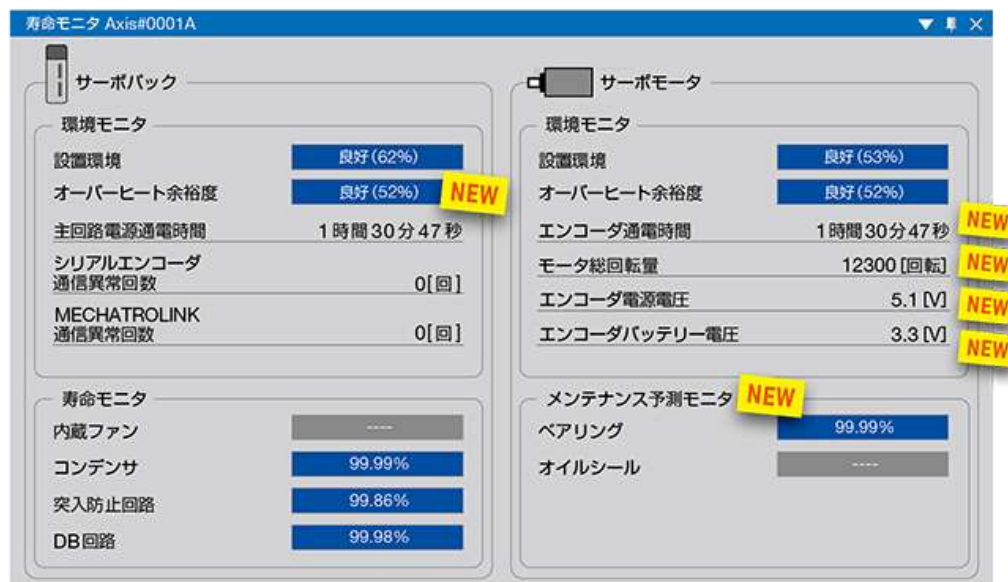 寿命モニタ Axis#0001A
サーボパック
環境モニタ
設置環境 良好(62%)
オーバーヒート余裕度 良好(52%) NEW
主回路電源通電時間 1時間30分47秒
シリアルエンコーダ
通信異常回数 0[回]
MECHATROLINK
通信異常回数 0[回]
寿命モニタ
内蔵ファン ----
コンデンサ 99.99%
突入防止回路 99.86%
DB回路 99.98%
サーボモータ
環境モニタ
設置環境 良好(53%)
オーバーヒート余裕度 良好(52%)
エンコーダ通電時間 1時間30分47秒 NEW
モータ総回転量 12300[回転] NEW
エンコーダ電源電圧 5.1[V] NEW
エンコーダバッテリー電圧 3.3[V] NEW
メンテナンス予測モニタ NEW
ベアリング 99.99%
オイルシール ----